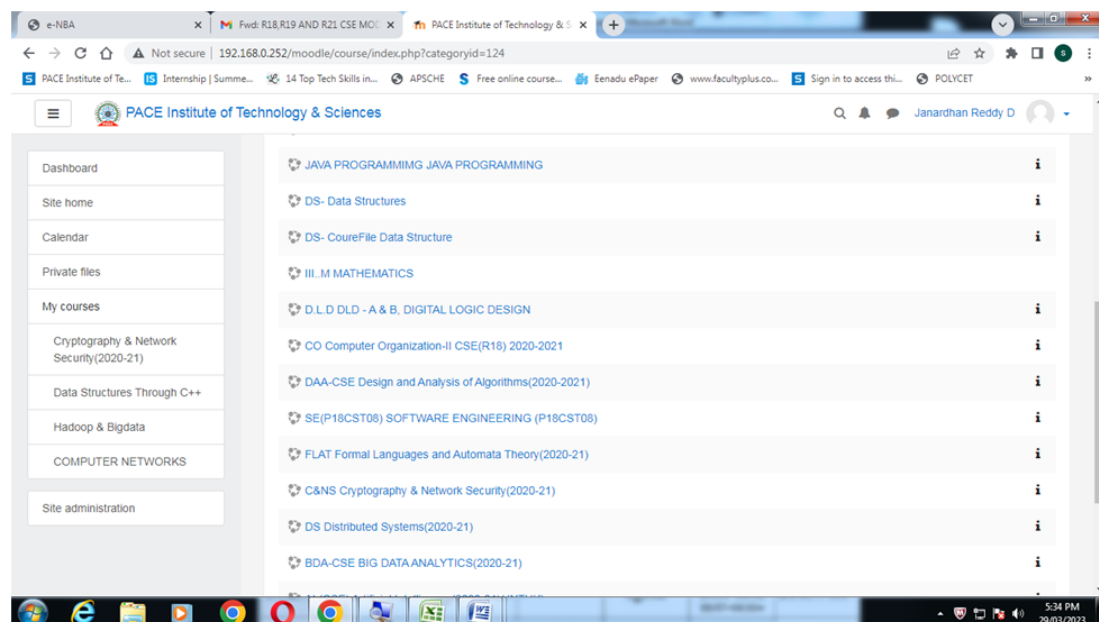 e-NBA
Fwd: R18,R19 AND R21 CSE MOD
PACE Institute of Technology & S
Not secure | 192.168.0.252/moodle/course/index.php?categoryid=124
PACE Institute of Te... Internship | Summe... 14 Top Tech Skills in... APSCHE Free online course... Eenadu ePaper www.facultyplus.co... Sign in to access thi... POLYCET »
PACE Institute of Technology & Sciences
Janardhan Reddy D
Dashboard
Site home
Calendar
Private files
My courses
Cryptography & Network
Security(2020-21)
Data Structures Through C++
Hadoop & Bigdata
COMPUTER NETWORKS
Site administration
JAVA PROGRAMMIMG JAVA PROGRAMMING
DS- Data Structures
DS- CoureFile Data Structure
III..M MATHEMATICS
D.L.D DLD - A & B, DIGITAL LOGIC DESIGN
CO Computer Organization-II CSE(R18) 2020-2021
DAA-CSE Design and Analysis of Algorithms(2020-2021)
SE(P18CST08) SOFTWARE ENGINEERING (P18CST08)
FLAT Formal Languages and Automata Theory(2020-21)
C&NS Cryptography & Network Security(2020-21)
DS Distributed Systems(2020-21)
BDA-CSE BIG DATA ANALYTICS(2020-21)
5:34 PM
29/03/2023